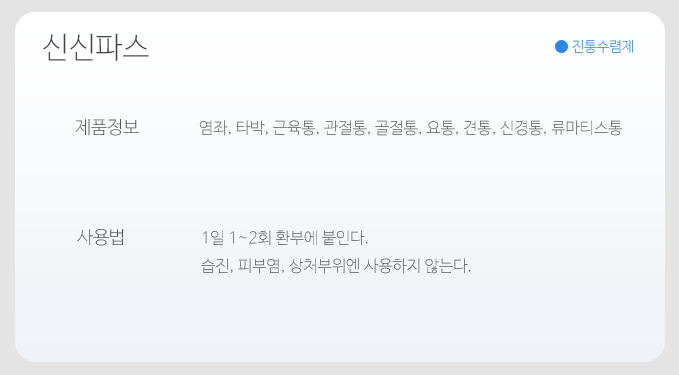 신신파스
진통수렴제
제품정보
염좌, 타박, 근육통, 관절통, 골절통, 요통, 견통, 신경통, 류마티스통
사용법
1일 1~2회 환부에 붙인다.
습진, 피부염, 상처부위엔 사용하지 않는다.